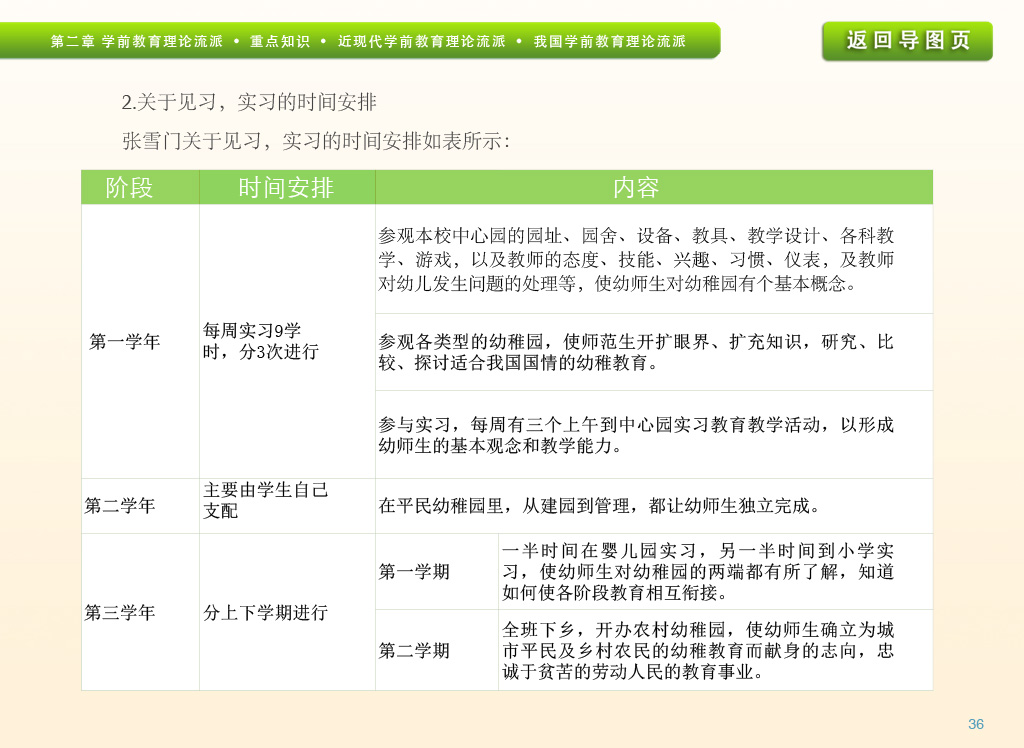 第二章 学前教育理论流派 • 重点知识 • 近现代学前教育理论流派 • 我国学前教育理论流派
返回导图页
2.关于见习，实习的时间安排
张雪门关于见习，实习的时间安排如表所示：
阶段 时间安排 内容
第一学年
每周实习9学
时，分3次进行
参观本校中心园的园址、园舍、设备、教具、教学设计、各科教
学、游戏，以及教师的态度、技能、兴趣、习惯、仪表，及教师
对幼儿发生问题的处理等，使幼师生对幼稚园有个基本概念。
参观各类型的幼稚园，使师范生开扩眼界、扩充知识，研究、比
较、探讨适合我国国情的幼稚教育。
参与实习，每周有三个上午到中心园实习教育教学活动，以形成
幼师生的基本观念和教学能力。
第二学年
主要由学生自己
支配
在平民幼稚园里，从建园到管理，都让幼师生独立完成。
第三学年
分上下学期进行
第一学期
一半时间在婴儿园实习，另一半时间到小学实
习，使幼师生对幼稚园的两端都有所了解，知道
如何使各阶段教育相互衔接。
第二学期
全班下乡，开办农村幼稚园，使幼师生确立为城
市平民及乡村农民的幼稚教育而献身的志向，忠
诚于贫苦的劳动人民的教育事业。
36